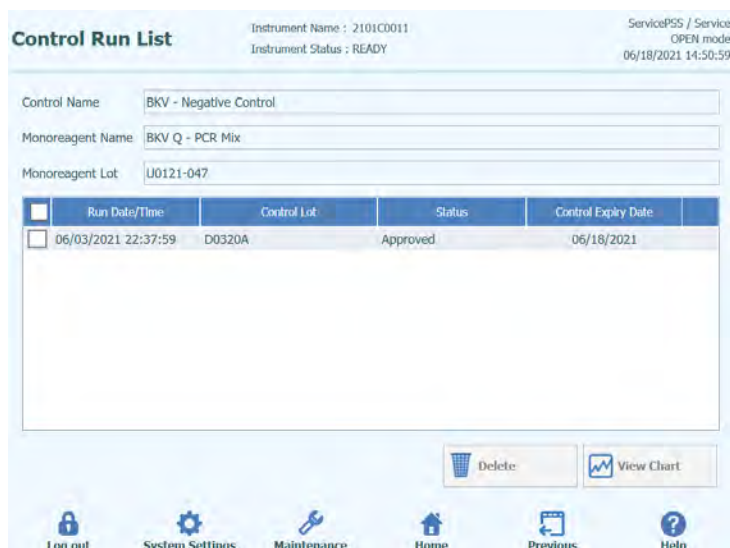 Control Run List
Instrument Name : 2101C0011
Instrument Status : READY
ServicePSS / Service
OPEN mode
06/18/2021 14:50:59
Control Name BKV - Negative Control
Monoreagent Name BKV Q - PCR Mix
Monoreagent Lot U0121-047
Run Date/Time Control Lot Status Control Expiry Date
06/03/2021 22:37:59 D0320A Approved 06/18/2021
Delete View Chart
Log out System Settings Maintenance Home Previous Help